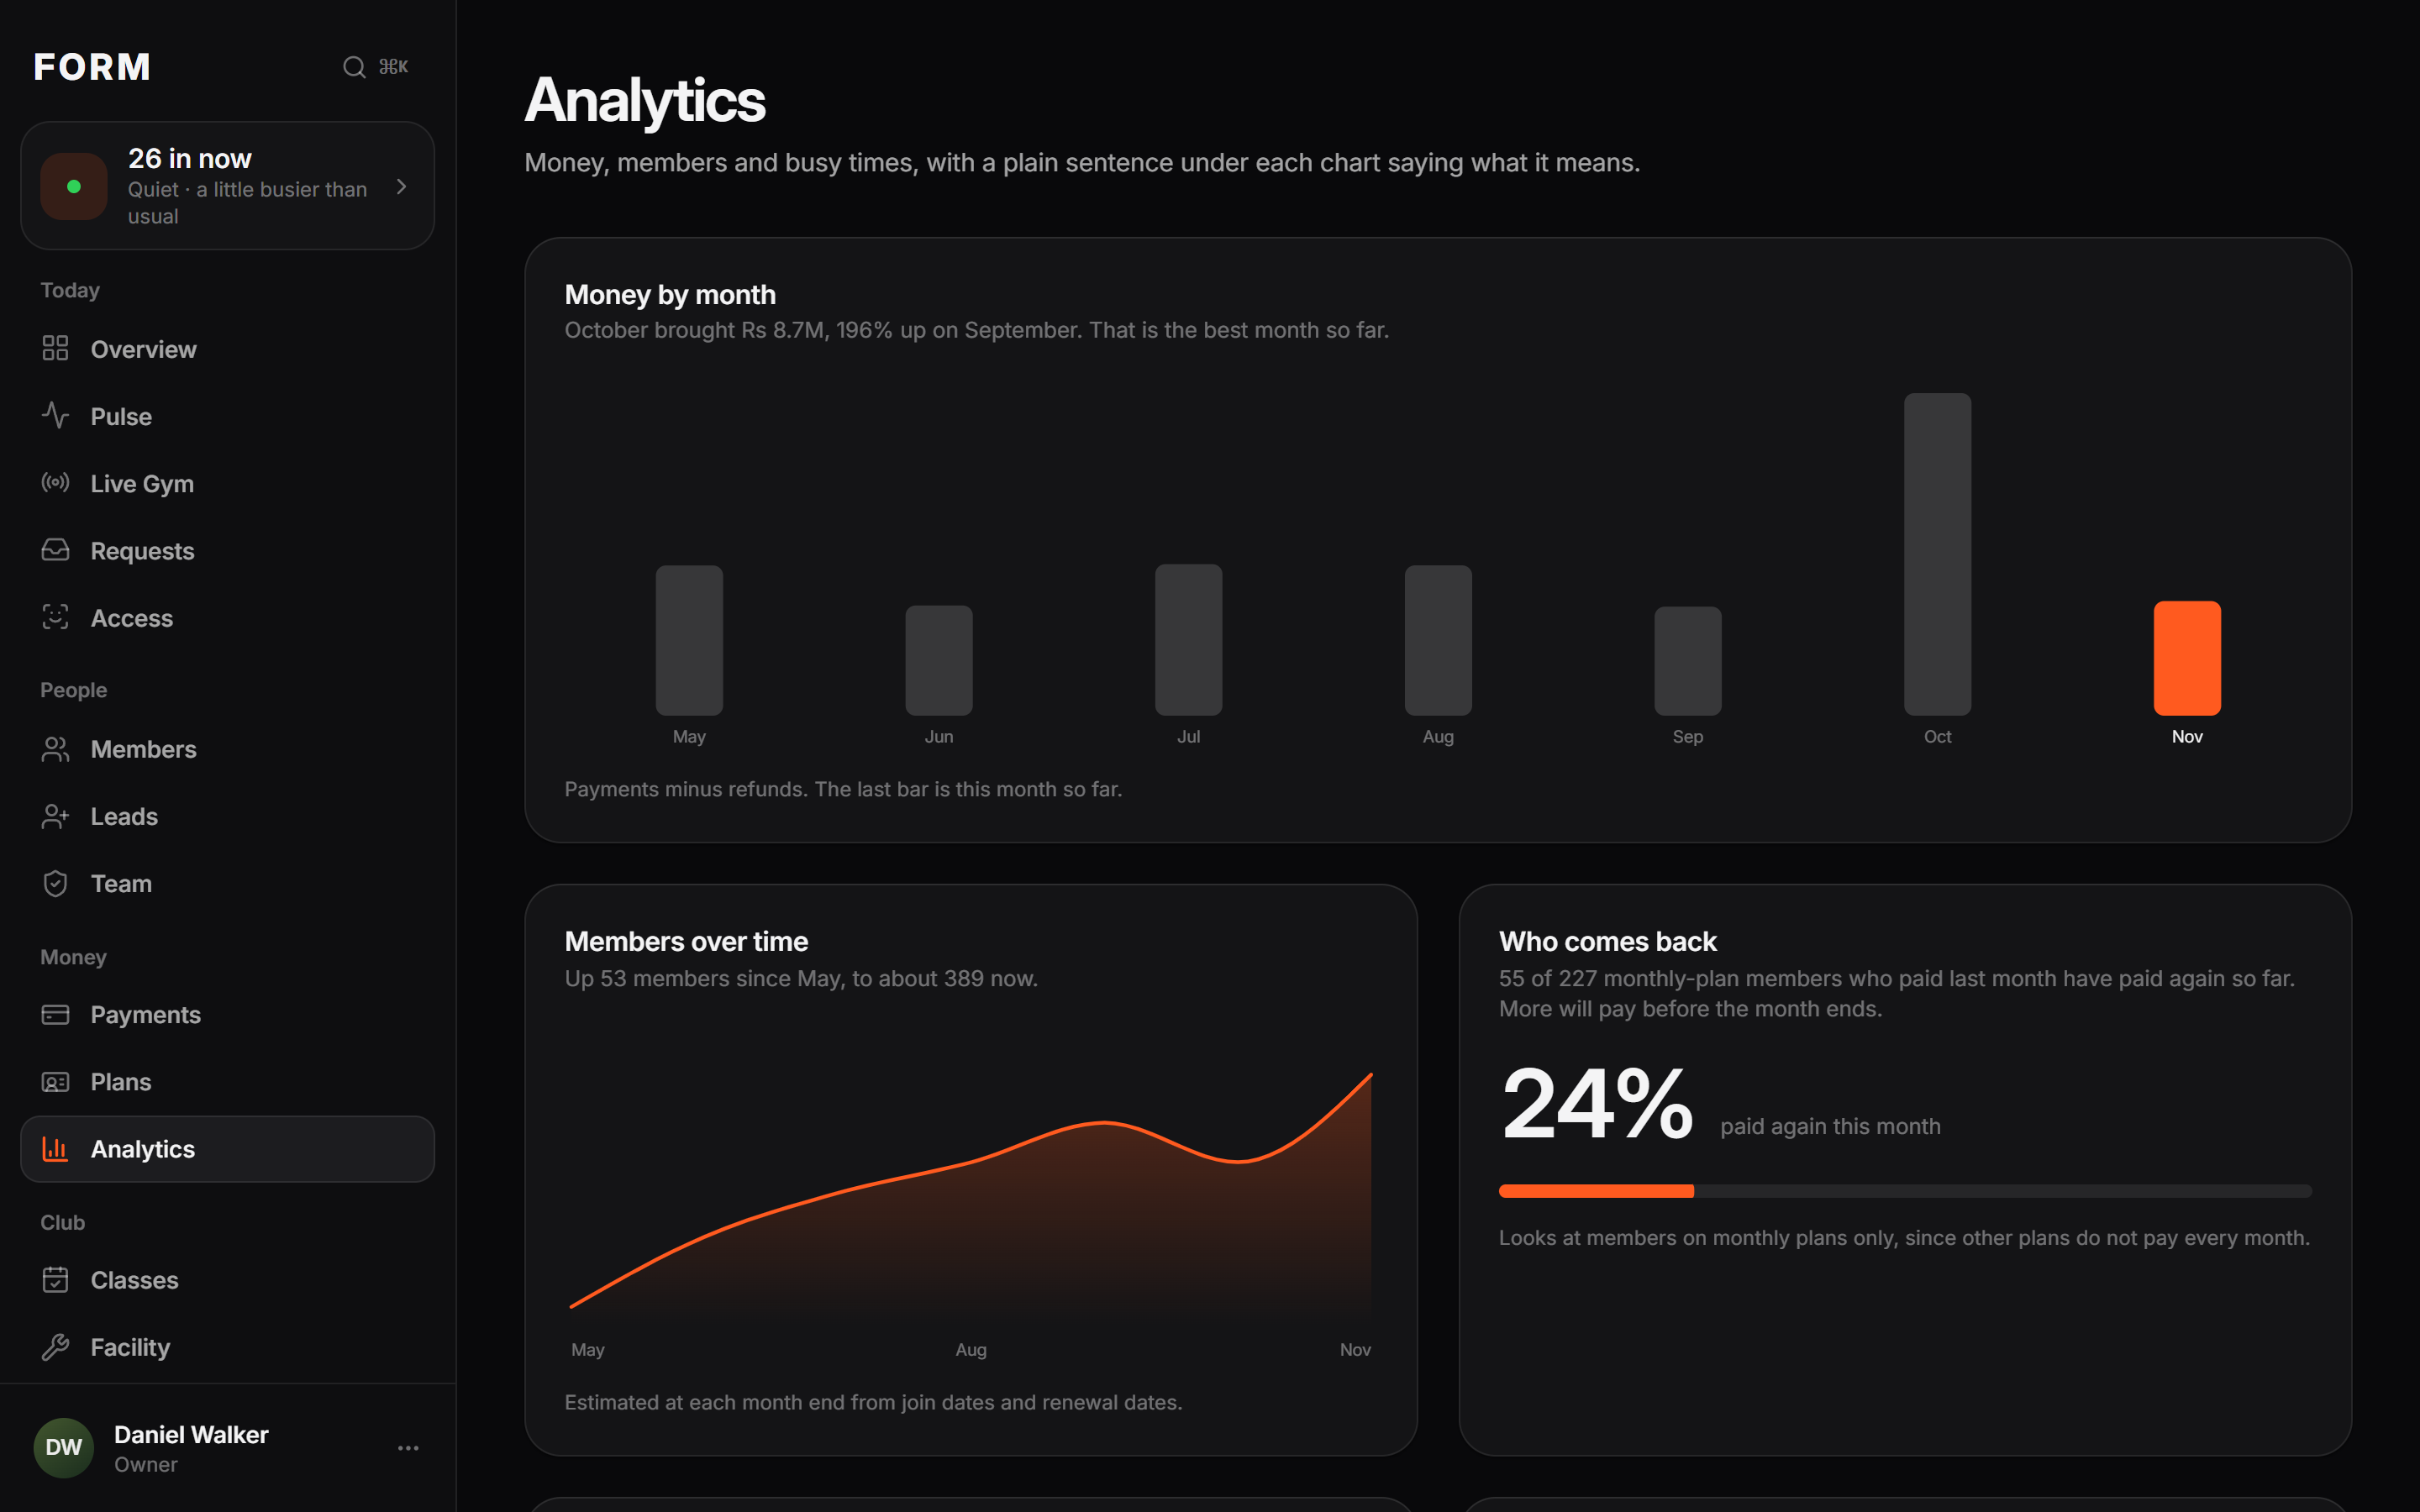 FORM
⌘K
26 in now
Quiet · a little busier than
usual
Today
Overview
Pulse
Live Gym
Requests
Access
People
Members
Leads
Team
Money
Payments
Plans
Analytics
Club
Classes
Facility
DW
Daniel Walker
Owner
Analytics
Money, members and busy times, with a plain sentence under each chart saying what it means.
Money by month
October brought Rs 8.7M, 196% up on September. That is the best month so far.
May Jun Jul Aug Sep Oct Nov
Payments minus refunds. The last bar is this month so far.
Members over time
Up 53 members since May, to about 389 now.
May Aug Nov
Estimated at each month end from join dates and renewal dates.
Who comes back
55 of 227 monthly-plan members who paid last month have paid again so far.
More will pay before the month ends.
24% paid again this month
Looks at members on monthly plans only, since other plans do not pay every month.